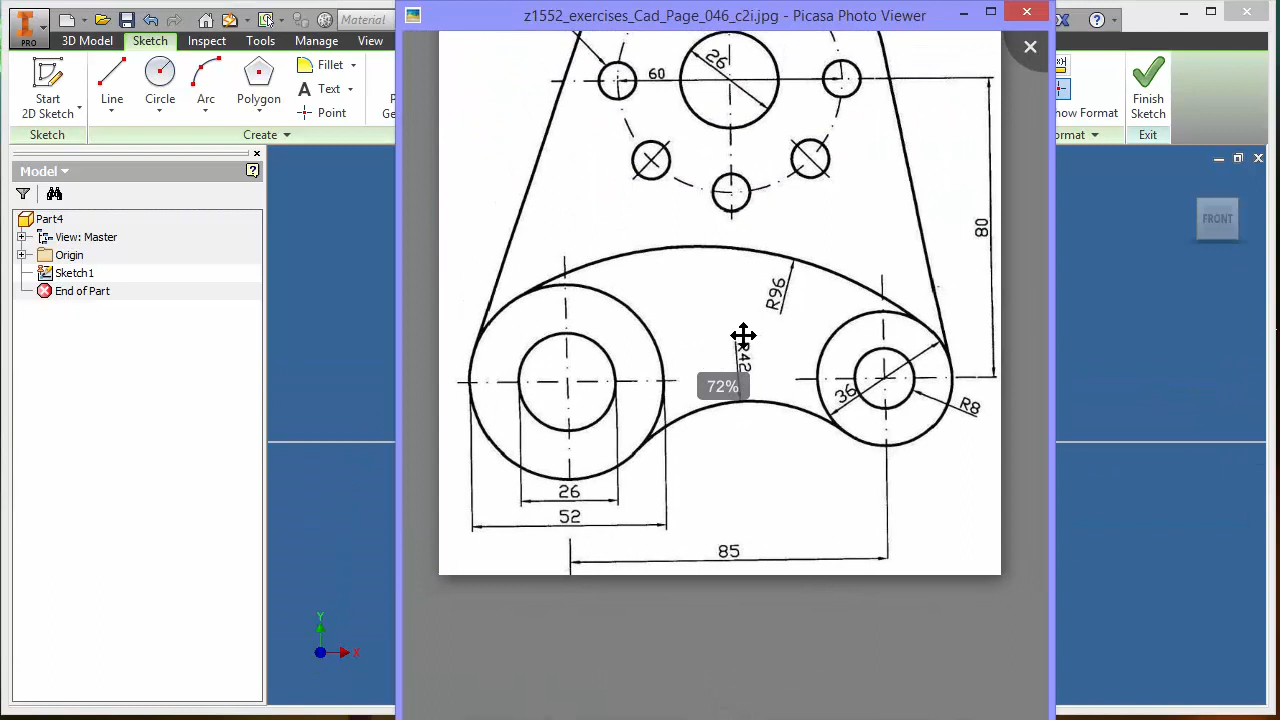 z1552_exercises_Cad_Page_046_c2i.jpg - Picasa Photo Viewer
PRO
Material
3D Model Sketch Inspect Tools Manage View
Start
2D Sketch
Line
Circle
Arc
Polygon
Fillet
Text
Point
Finish
Sketch
Sketch
Create
Exit
Model
Part4
View: Master
Origin
Sketch1
End of Part
FRONT
26
60
80
R96
R42
72%
36
R8
26
52
85
Y
X